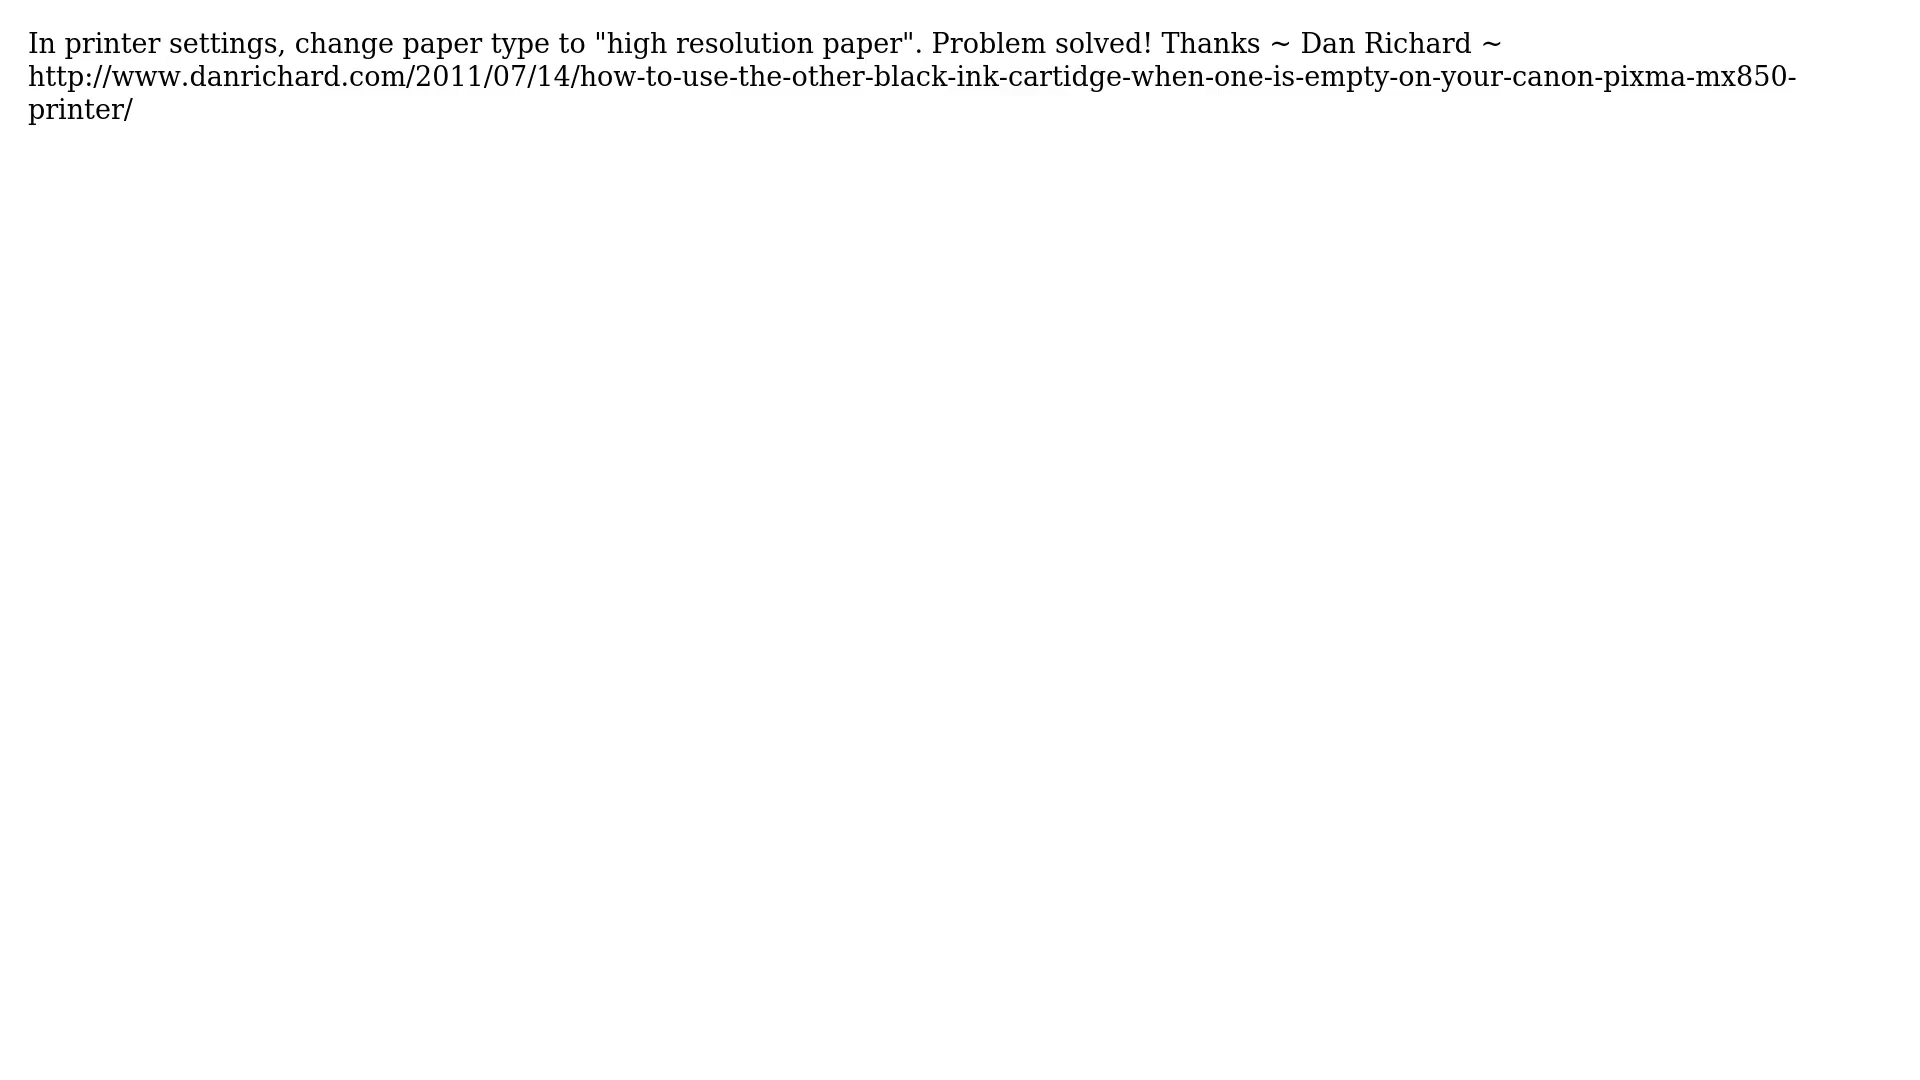 In printer settings, change paper type to "high resolution paper". Problem solved! Thanks ~ Dan Richard ~
http://www.danrichard.com/2011/07/14/how-to-use-the-other-black-ink-cartidge-when-one-is-empty-on-your-canon-pixma-mx850-
printer/